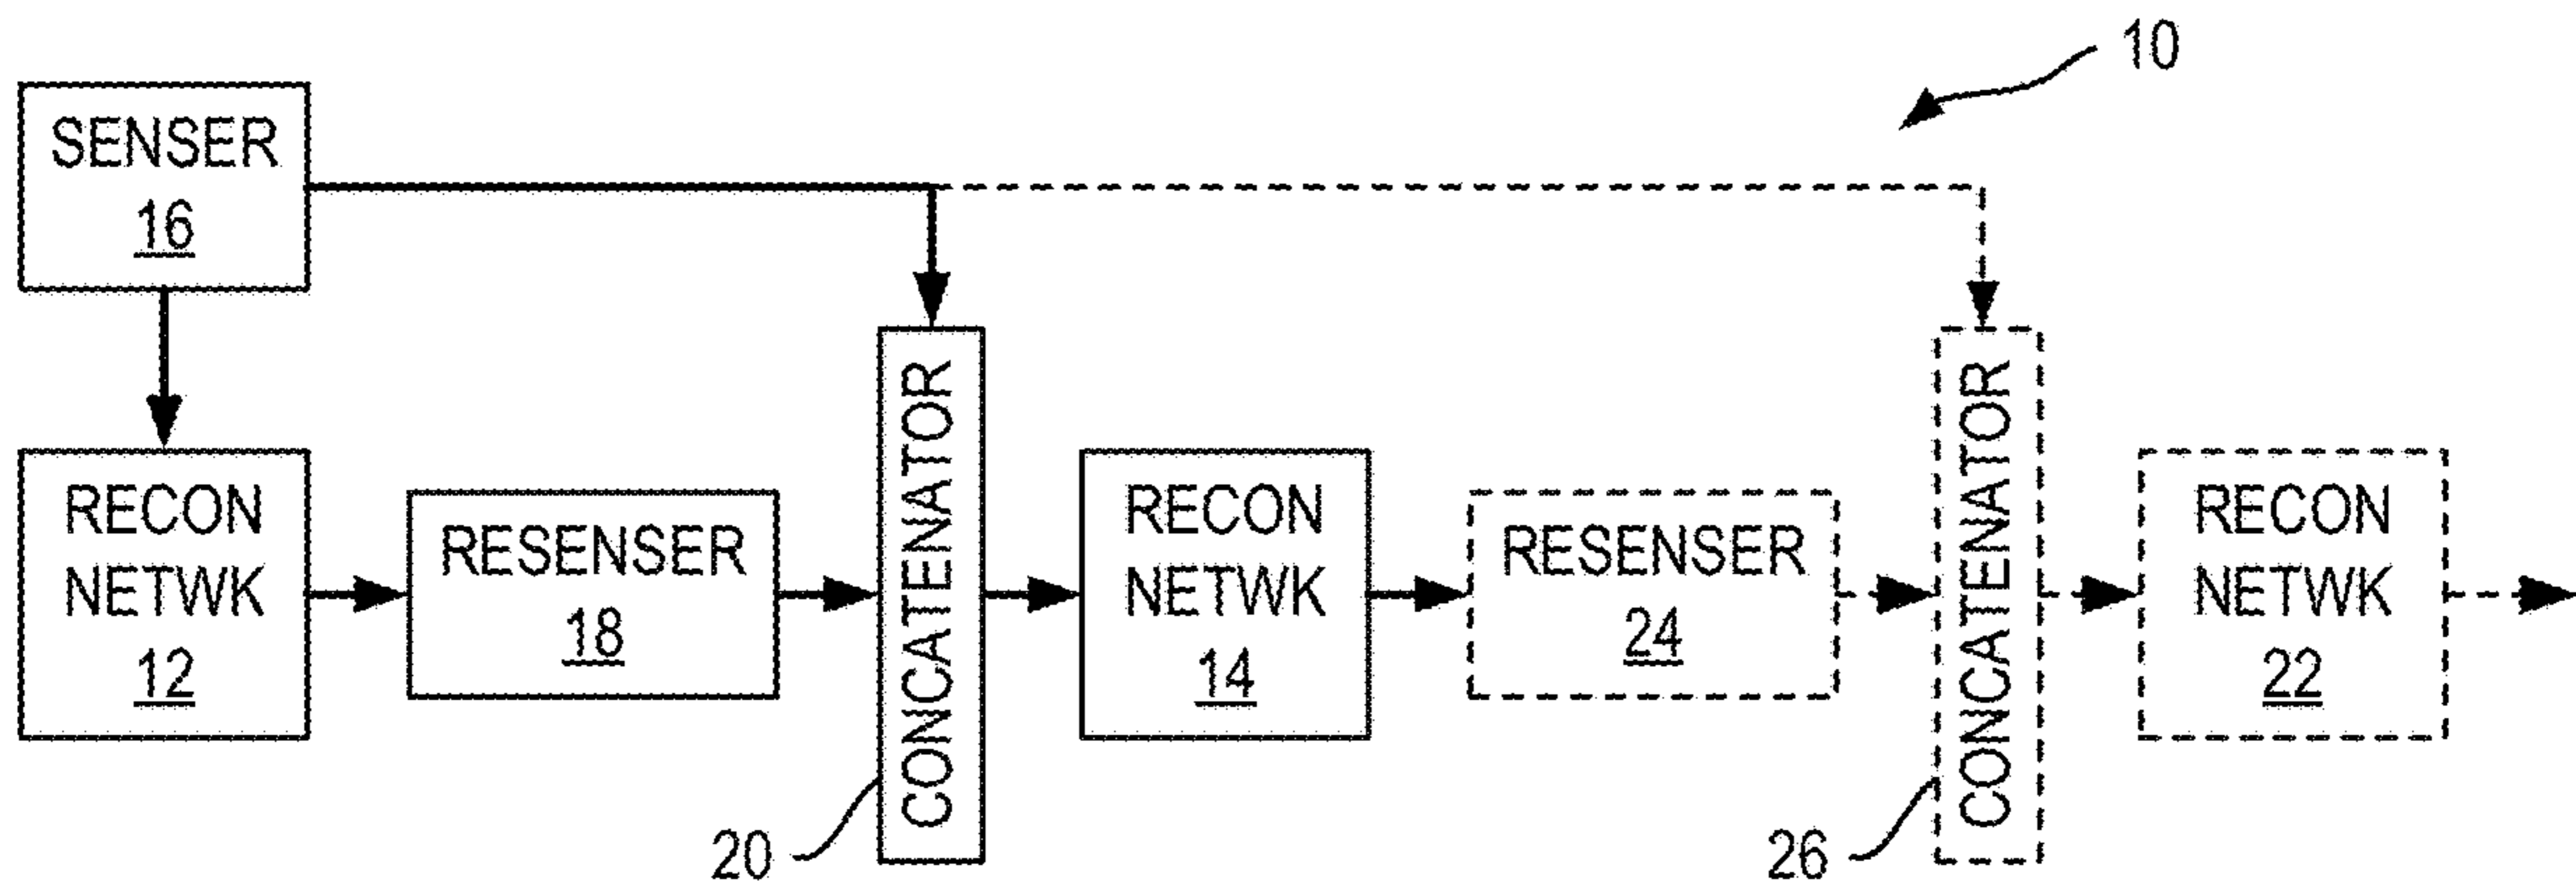 10
SENSER
16
RECON
NETWK
12
RESENSER
18
CONCATENATOR
20
RECON
NETWK
14
RESENSER
24
CONCATENATOR
26
RECON
NETWK
22